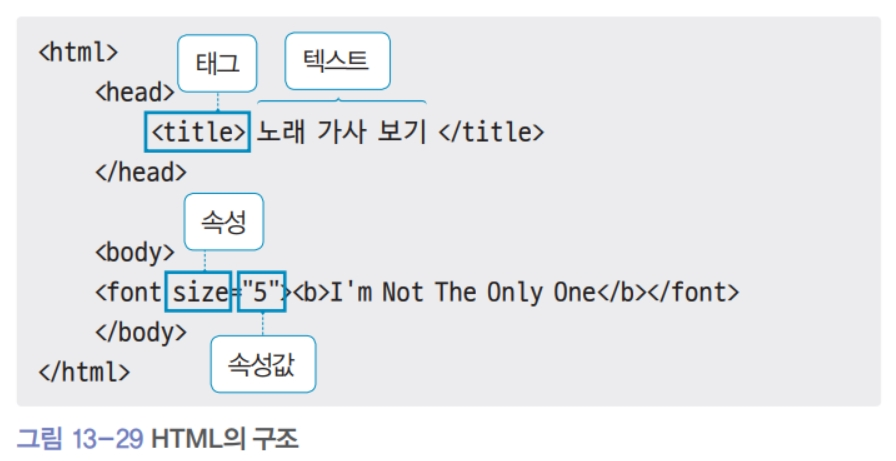 <html>
태그
텍스트
<head>
<title> 노래 가사 보기 </title>
</head>
속성
<body>
<font size="5"><b>I'm Not The Only One</b></font>
</body>
속성값
</html>
그림 13-29 HTML의 구조